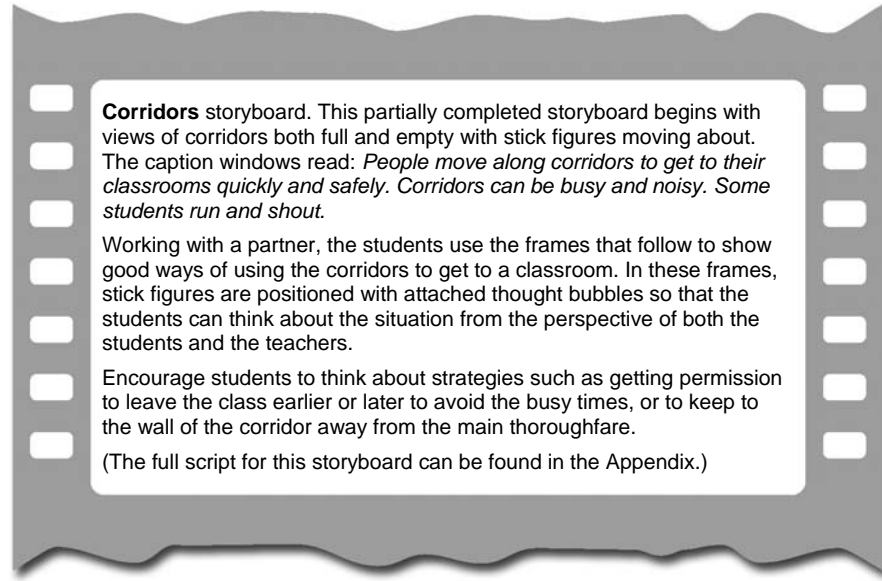 Corridors storyboard. This partially completed storyboard begins with
views of corridors both full and empty with stick figures moving about.
The caption windows read: People move along corridors to get to their
classrooms quickly and safely. Corridors can be busy and noisy. Some
students run and shout.
Working with a partner, the students use the frames that follow to show
good ways of using the corridors to get to a classroom. In these frames,
stick figures are positioned with attached thought bubbles so that the
students can think about the situation from the perspective of both the
students and the teachers.
Encourage students to think about strategies such as getting permission
to leave the class earlier or later to avoid the busy times, or to keep to
the wall of the corridor away from the main thoroughfare.
(The full script for this storyboard can be found in the Appendix.)